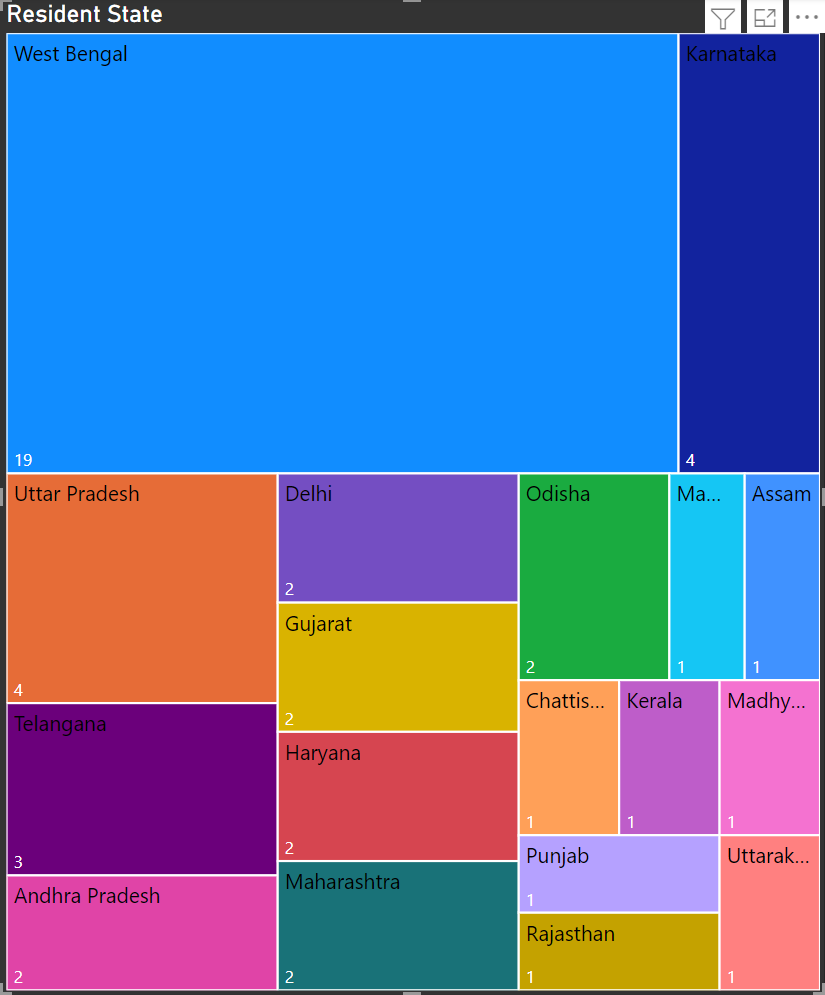 Resident State
West Bengal
19
Karnataka
4
Uttar Pradesh
4
Telangana
3
Andhra Pradesh
2
Delhi
2
Gujarat
2
Haryana
2
Maharashtra
2
Odisha
2
Ma...
1
Assam
1
Chattis...
1
Kerala
1
Madhy...
1
Punjab
1
Rajasthan
1
Uttarak...
1